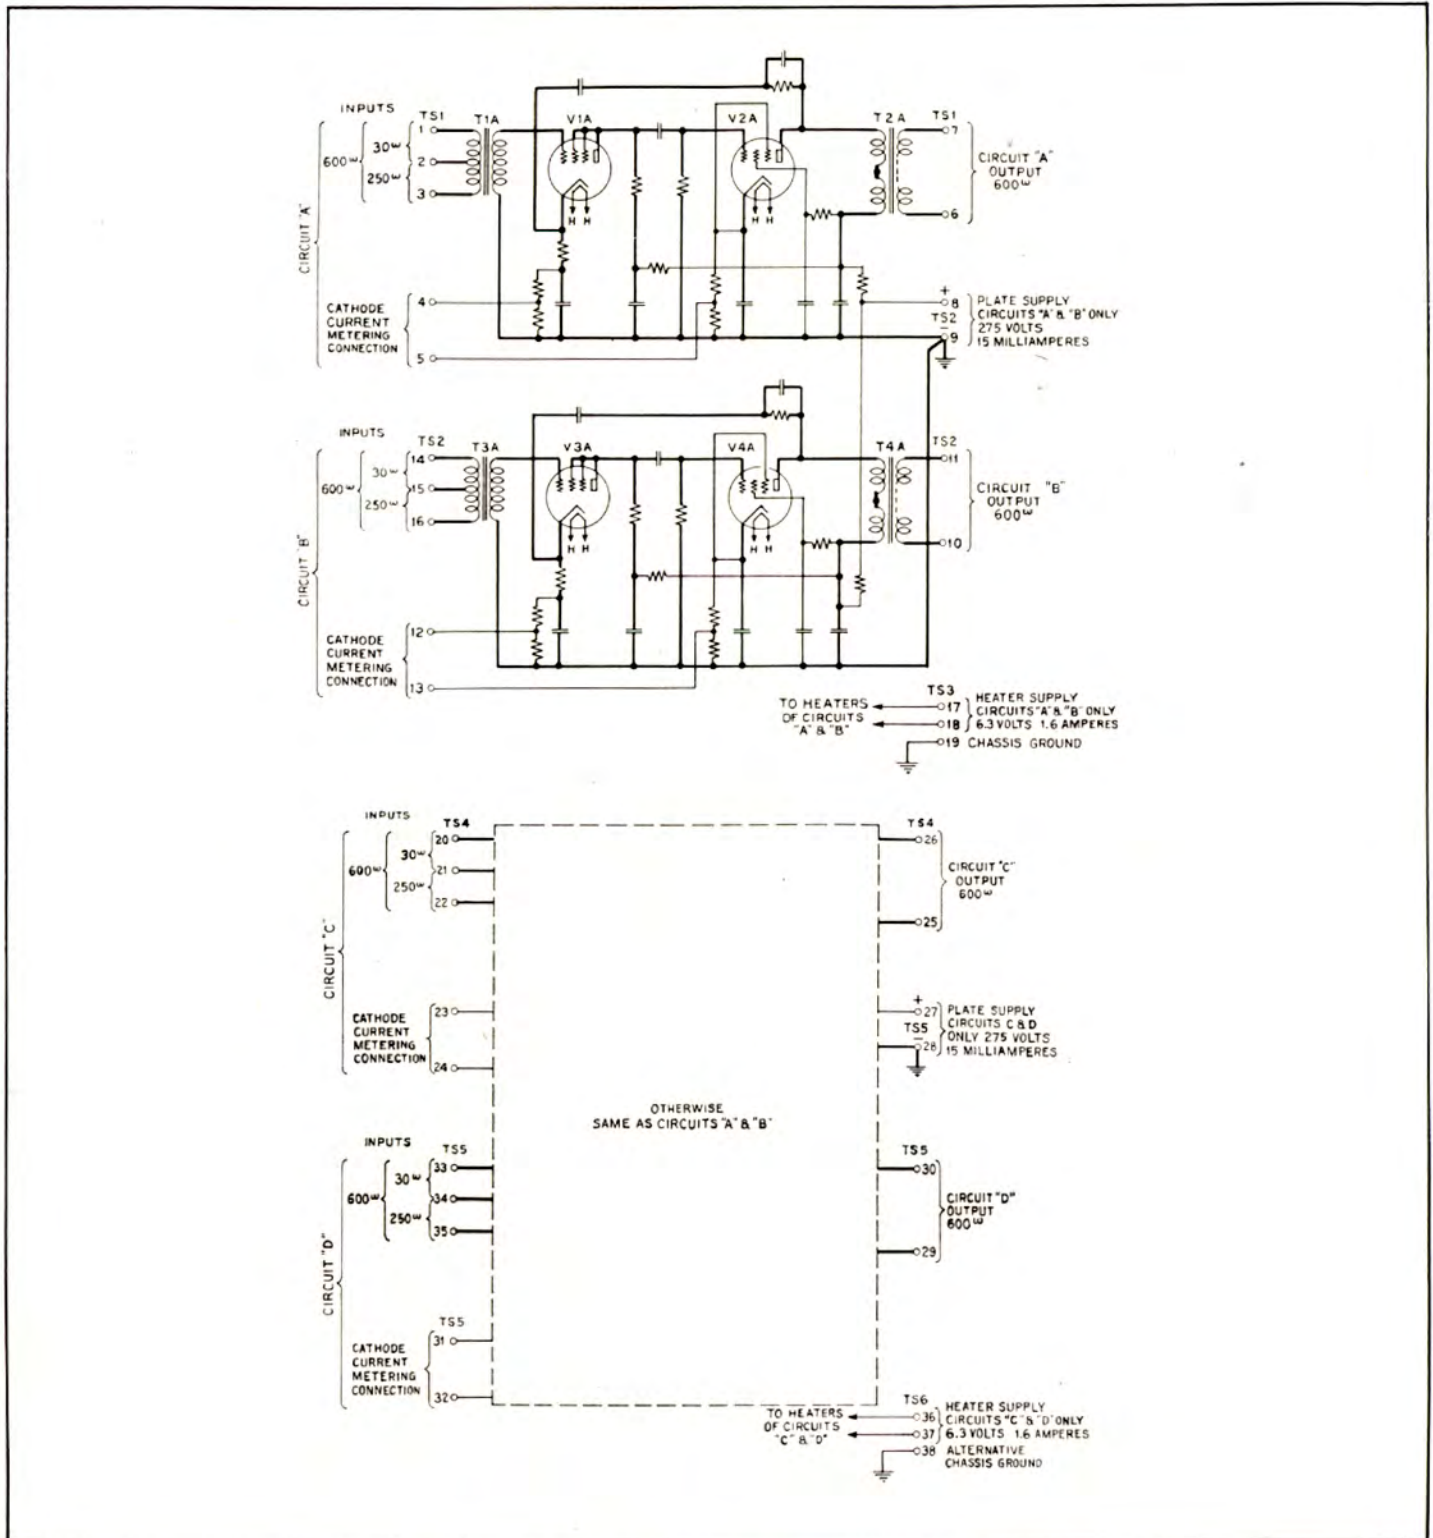 INPUTS
TS1
T1A
V1A
V2A
T2A
TS1
1
30ω
600ω
2
250ω
3
7
CIRCUIT "A"
OUTPUT
600ω
6
H H
H H
CIRCUIT "A"
CATHODE
CURRENT
METERING
CONNECTION
4
5
+
8
TS2
−
9
PLATE SUPPLY
CIRCUITS "A" & "B" ONLY
275 VOLTS
15 MILLIAMPERES
INPUTS
TS2
T3A
V3A
V4A
T4A
TS2
14
30ω
600ω
15
250ω
16
11
CIRCUIT "B"
OUTPUT
600ω
10
H H
H H
CIRCUIT "B"
CATHODE
CURRENT
METERING
CONNECTION
12
13
TO HEATERS
OF CIRCUITS
"A" & "B"
TS3
17
18
HEATER SUPPLY
CIRCUITS "A" & "B" ONLY
6.3 VOLTS 1.6 AMPERES
19 CHASSIS GROUND
INPUTS
TS4
20
30ω
600ω
21
250ω
22
TS4
26
CIRCUIT "C"
OUTPUT
600ω
25
CIRCUIT "C"
CATHODE
CURRENT
METERING
CONNECTION
23
24
+
27
TS5
−
28
PLATE SUPPLY
CIRCUITS C & D
ONLY 275 VOLTS
15 MILLIAMPERES
OTHERWISE
SAME AS CIRCUITS "A" & "B"
INPUTS
TS5
33
30ω
600ω
34
250ω
35
TS5
30
CIRCUIT "D"
OUTPUT
600ω
29
CIRCUIT "D"
TS5
31
CATHODE
CURRENT
METERING
CONNECTION
32
TO HEATERS
OF CIRCUITS
"C" & "D"
TS6
36
37
HEATER SUPPLY
CIRCUITS "C" & "D" ONLY
6.3 VOLTS 1.6 AMPERES
38 ALTERNATIVE
CHASSIS GROUND